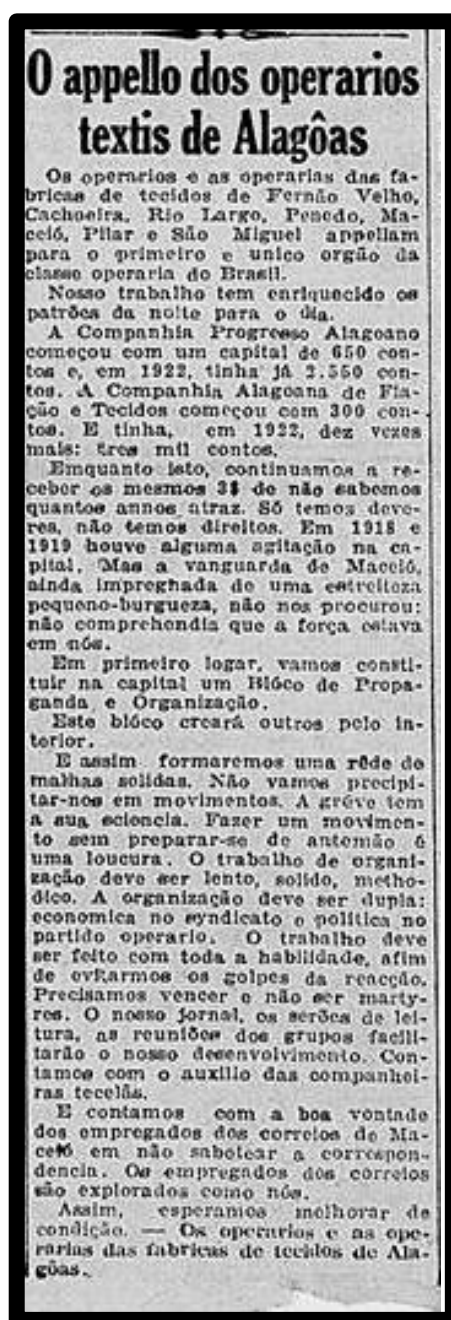 O appello dos operarios
textis de Alagôas
Os operarios e as operarias das fa-
bricas de tecidos de Fernão Velho,
Cachoeira, Rio Largo, Penedo, Ma-
ceió, Pilar e São Miguel appellam
para o primeiro e unico orgão da
classe operaria do Brasil.
Nosso trabalho tem enriquecido os
patrões da noite para o dia.
A Companhia Progresso Alagoano
começou com um capital de 650 con-
tos e, em 1922, tinha já 2.550 con-
tos. A Companhia Alagoana de Fia-
ção e Tecidos começou com 300 con-
tos. E tinha, em 1922, dez vezes
mais: tres mil contos.
Emquanto isto, continuamos a re-
ceber os mesmos 3$ de não sabemos
quantos annos atraz. Só temos deve-
res, não temos direitos. Em 1918 e
1919 houve alguma agitação na ca-
pital. Mas a vanguarda de Maceió,
ainda impreghada de uma estreiteza
pequeno-burgueza, não nos procurou:
não comprehendia que a força estava
em nós.
Em primeiro logar, vamos consti-
tuir na capital um Blóco de Propa-
ganda e Organização.
Este blóco creará outros pelo in-
terior.
E assim formaremos uma rêde de
malhas solidas. Não vamos precipi-
tar-nos em movimentos. A gréve tem
a sua sciencia. Fazer um movimen-
to sem preparar-se de antemão é
uma loucura. O trabalho de organi-
zação deve ser lento, solido, metho-
dico. A organização deve ser dupla:
economica no syndicato e politica no
partido operario. O trabalho deve
ser feito com toda a habilidade, afim
de evitarmos os golpes da reacção.
Precisamos vencer e não ser marty-
res. O nosso jornal, os serões de lei-
tura, as reuniões dos grupos facili-
tarão o nosso desenvolvimento. Con-
tamos com o auxilio das companhei-
ras tecelãs.
E contamos com a boa vontade
dos empregados dos correios de Ma-
ceió em não sabotear a correspon-
dencia. Os empregados dos correios
são explorados como nós.
Assim, esperamos melhorar de
condição. — Os operarios e as ope-
rarias das fabricas de tecidos de Ala-
gôas.